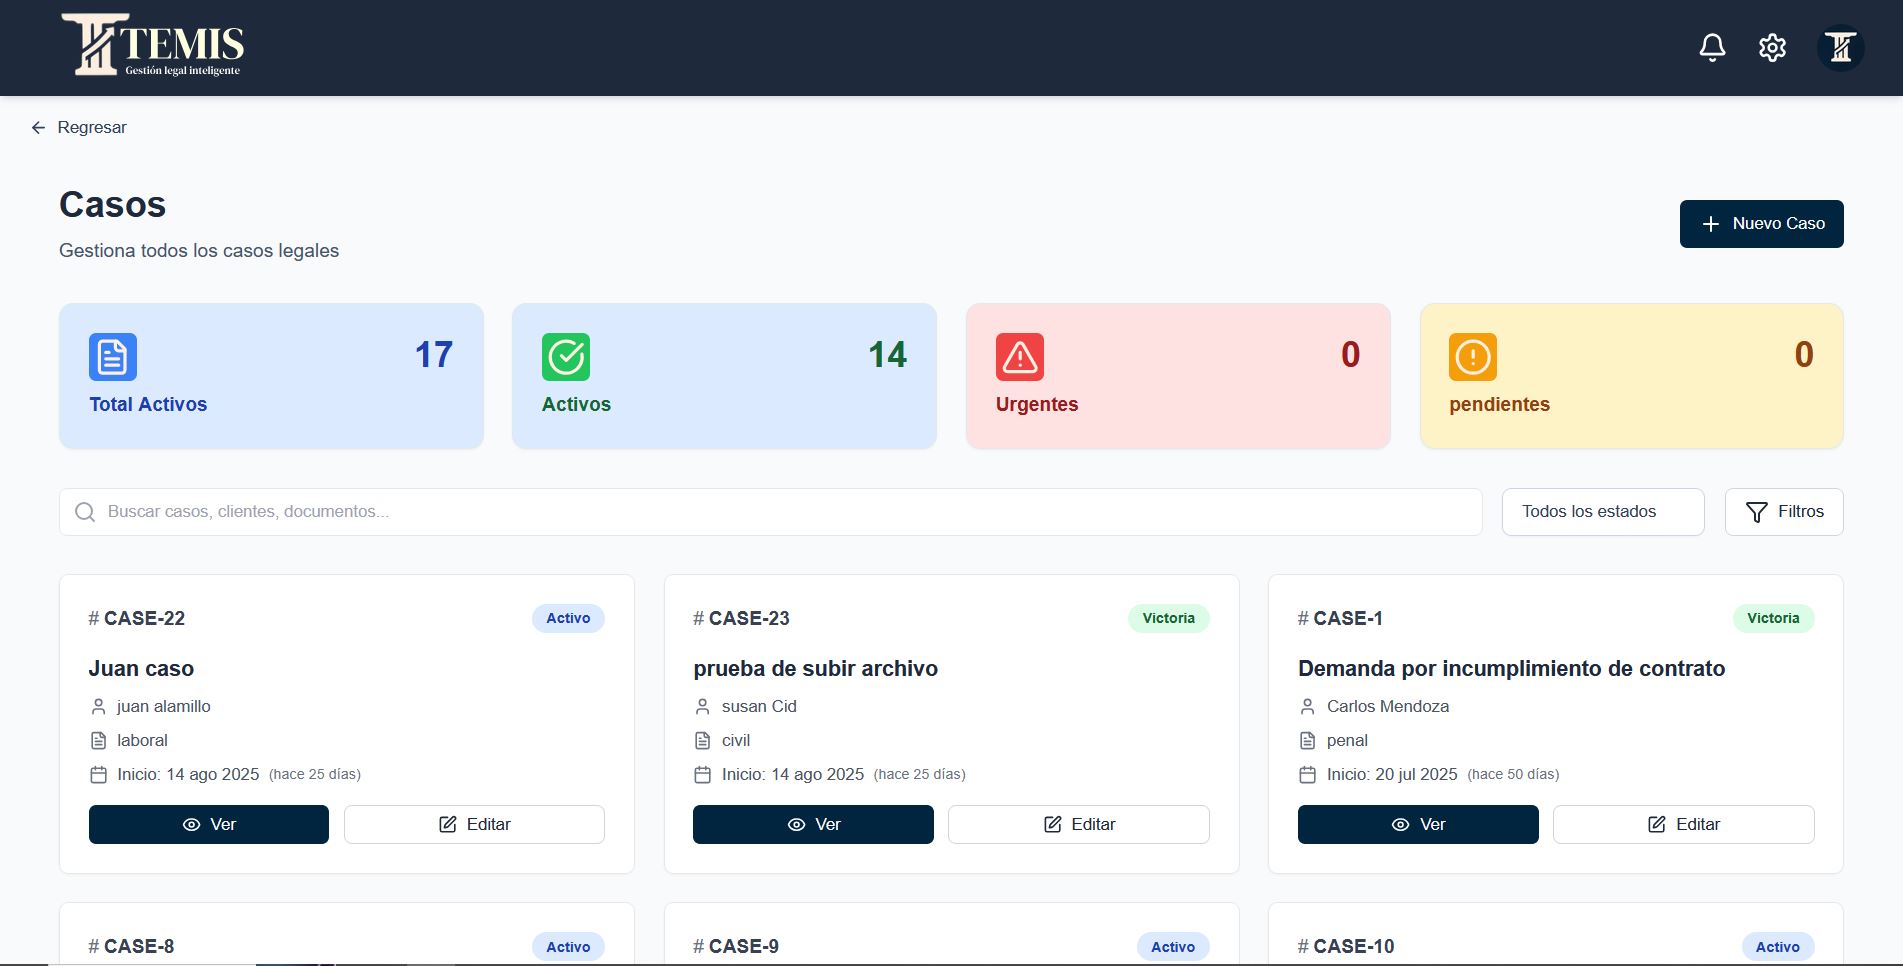 TEMIS
Gestión legal inteligente
Regresar
Casos
Gestiona todos los casos legales
Nuevo Caso
17
Total Activos
14
Activos
0
Urgentes
0
pendientes
Buscar casos, clientes, documentos...
Todos los estados
Filtros
# CASE-22
Activo
Juan caso
juan alamillo
laboral
Inicio: 14 ago 2025 (hace 25 días)
Ver
Editar
# CASE-23
Victoria
prueba de subir archivo
susan Cid
civil
Inicio: 14 ago 2025 (hace 25 días)
Ver
Editar
# CASE-1
Victoria
Demanda por incumplimiento de contrato
Carlos Mendoza
penal
Inicio: 20 jul 2025 (hace 50 días)
Ver
Editar
# CASE-8
Activo
# CASE-9
Activo
# CASE-10
Activo